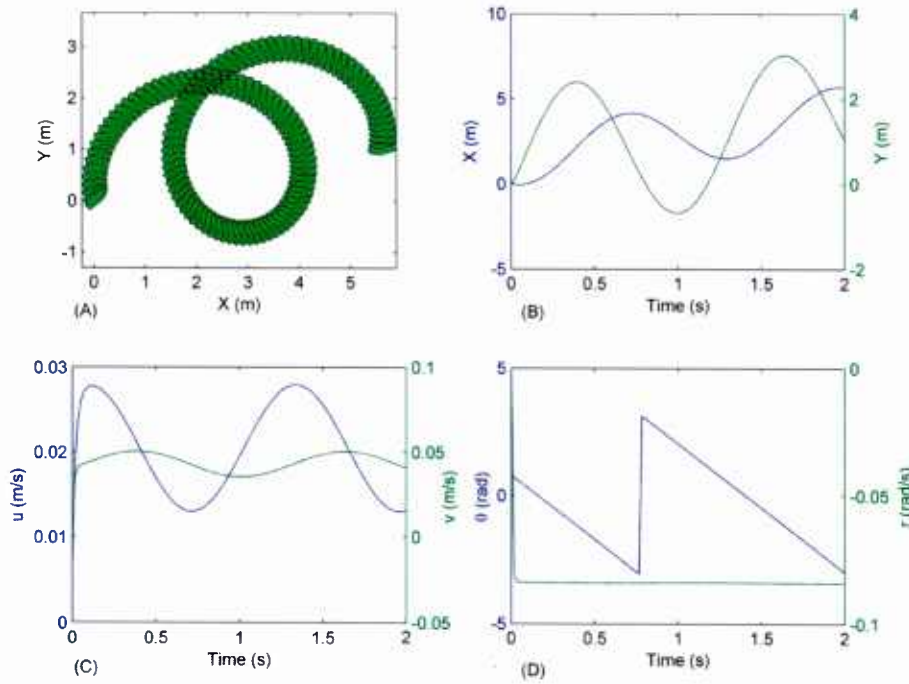 3
2
1
0
-1
Y (m)
0 1 2 3 4 5
X (m)
(A)
10
5
0
-5
X (m)
4
2
0
-2
Y (m)
0 0.5 1 1.5 2
Time (s)
(B)
0.03
0.02
0.01
0
u (m/s)
0.1
0.05
0
-0.05
v (m/s)
0 0.5 1 1.5 2
Time (s)
(C)
5
0
-5
θ (rad)
0
-0.05
-0.1
r (rad/s)
0 0.5 1 1.5 2
Time (s)
(D)